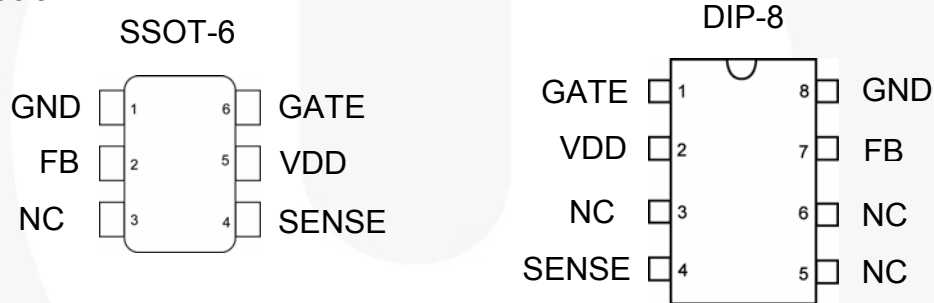 SSOT-6
GND 1 6 GATE
FB 2 5 VDD
NC 3 4 SENSE
DIP-8
GATE 1 8 GND
VDD 2 7 FB
NC 3 6 NC
SENSE 4 5 NC